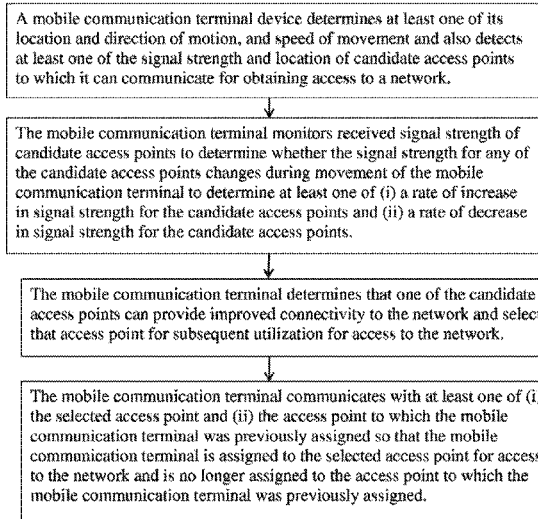 A mobile communication terminal device determines at least one of its
location and direction of motion, and speed of movement and also detects
at least one of the signal strength and location of candidate access points
to which it can communicate for obtaining access to a network.
The mobile communication terminal monitors received signal strength of
candidate access points to determine whether the signal strength for any of
the candidate access points changes during movement of the mobile
communication terminal to determine at least one of (i) a rate of increase
in signal strength for the candidate access points and (ii) a rate of decrease
in signal strength for the candidate access points.
The mobile communication terminal determines that one of the candidate
access points can provide improved connectivity to the network and select
that access point for subsequent utilization for access to the network.
The mobile communication terminal communicates with at least one of (i
the selected access point and (ii) the access point to which the mobile
communication terminal was previously assigned so that the mobile
communication terminal is assigned to the selected access point for access
to the network and is no longer assigned to the access point to which the
mobile communication terminal was previously assigned.